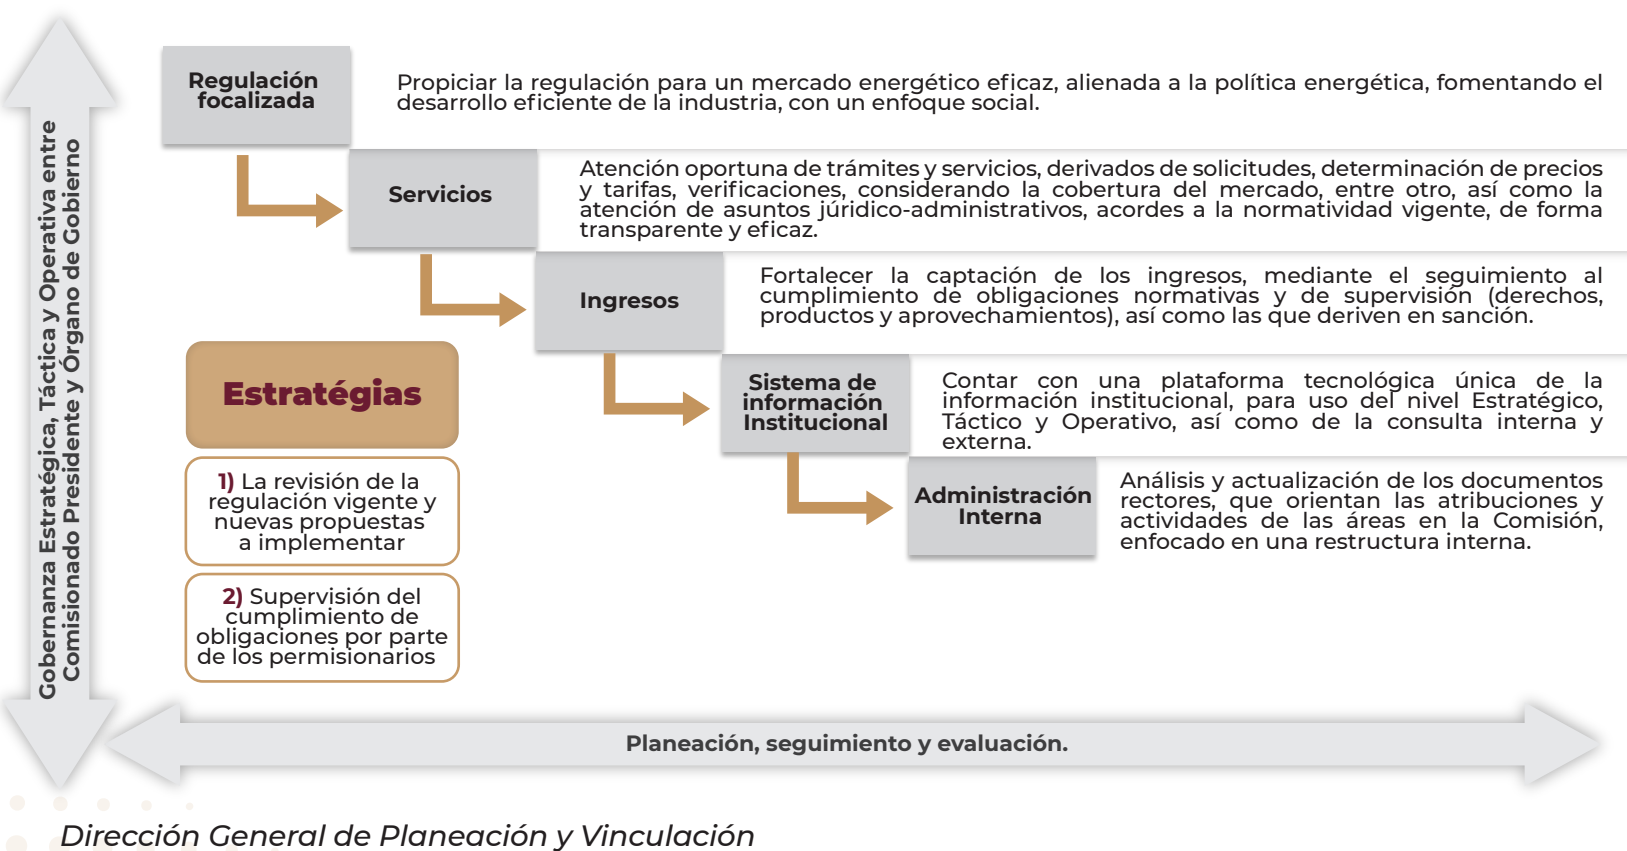 Gobernanza Estratégica, Táctica y Operativa entre
Comisionado Presidente y Órgano de Gobierno
Regulación
focalizada
Propiciar la regulación para un mercado energético eficaz, alienada a la política energética, fomentando el
desarrollo eficiente de la industria, con un enfoque social.
Servicios
Atención oportuna de trámites y servicios, derivados de solicitudes, determinación de precios
y tarifas, verificaciones, considerando la cobertura del mercado, entre otro, así como la
atención de asuntos júridico-administrativos, acordes a la normatividad vigente, de forma
transparente y eficaz.
Ingresos
Fortalecer la captación de los ingresos, mediante el seguimiento al
cumplimiento de obligaciones normativas y de supervisión (derechos,
productos y aprovechamientos), así como las que deriven en sanción.
Sistema de
información
Institucional
Contar con una plataforma tecnológica única de la
información institucional, para uso del nivel Estratégico,
Táctico y Operativo, así como de la consulta interna y
externa.
Administración
Interna
Análisis y actualización de los documentos
rectores, que orientan las atribuciones y
actividades de las áreas en la Comisión,
enfocado en una restructura interna.
Estratégias
1) La revisión de la
regulación vigente y
nuevas propuestas
a implementar
2) Supervisión del
cumplimiento de
obligaciones por parte
de los permisionarios
Planeación, seguimiento y evaluación.
Dirección General de Planeación y Vinculación